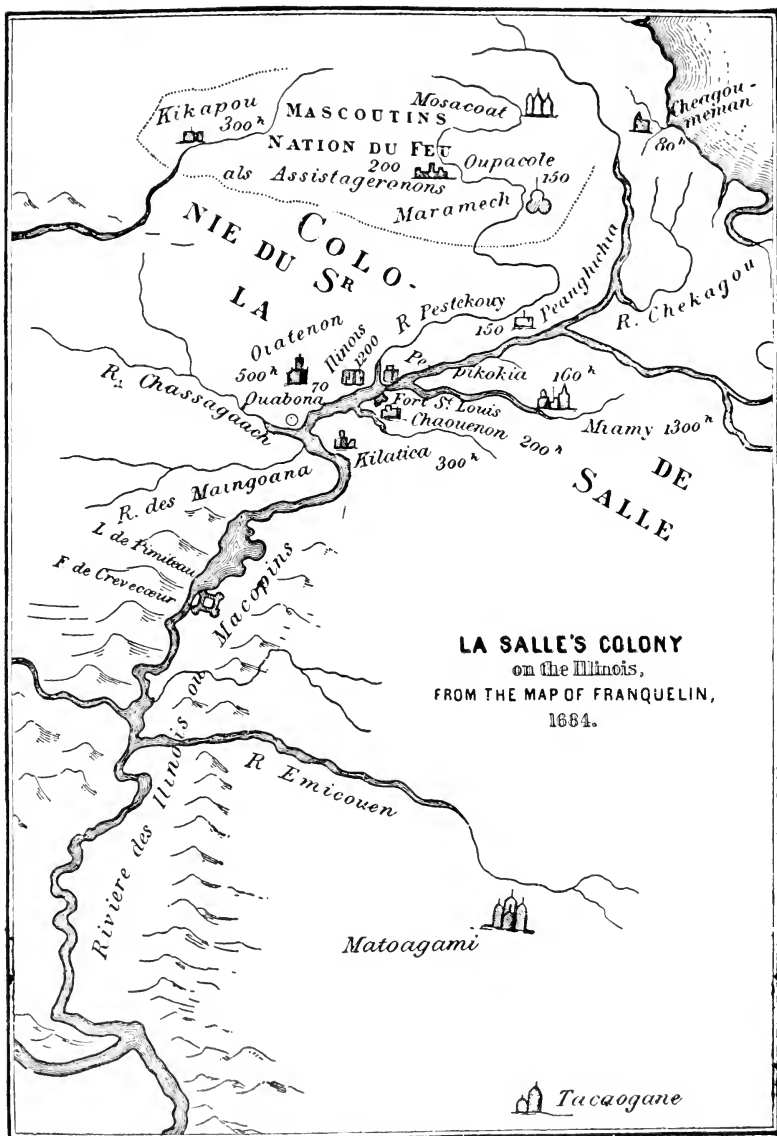 Kikapou
300 h
MASCOUTINS
NATION DU FEU
als Assistageronons
Mosacoat
200
Oupacole
150
Maramech
Cheagou-
meman
80 h
COLO-
NIE DU SR
LA
DE
SALLE
R. Pestekouy
150
Peanghichia
R. Chekagou
Oiatenon
500 h
Ilinois
1200
70
Ouabona
Pe
pikokia 160 h
R. Chassagaach
Fort St. Louis
Chaouenon 200 h
Miamy 1300 h
Kilatica
300 h
R. des Maingoana
L de Pimiteau
F. de Crevecœur
Riviere des Ilinois ou Macopins
LA SALLE'S COLONY
on the Illinois,
FROM THE MAP OF FRANQUELIN,
1684.
R Emicouen
Matoagami
Tacaogane